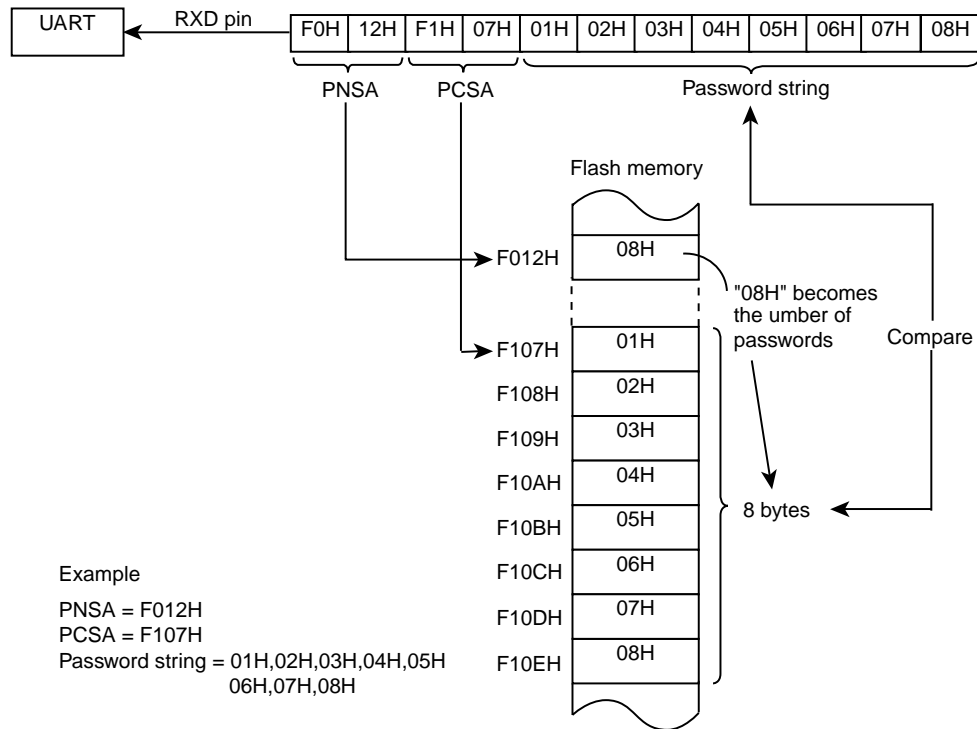 UART
RXD pin
F0H 12H F1H 07H 01H 02H 03H 04H 05H 06H 07H 08H
PNSA PCSA Password string
Flash memory
F012H 08H
"08H" becomes
the umber of
passwords
Compare
F107H 01H
F108H 02H
F109H 03H
F10AH 04H
F10BH 05H
F10CH 06H
F10DH 07H
F10EH 08H
8 bytes
Example
PNSA = F012H
PCSA = F107H
Password string = 01H,02H,03H,04H,05H
06H,07H,08H